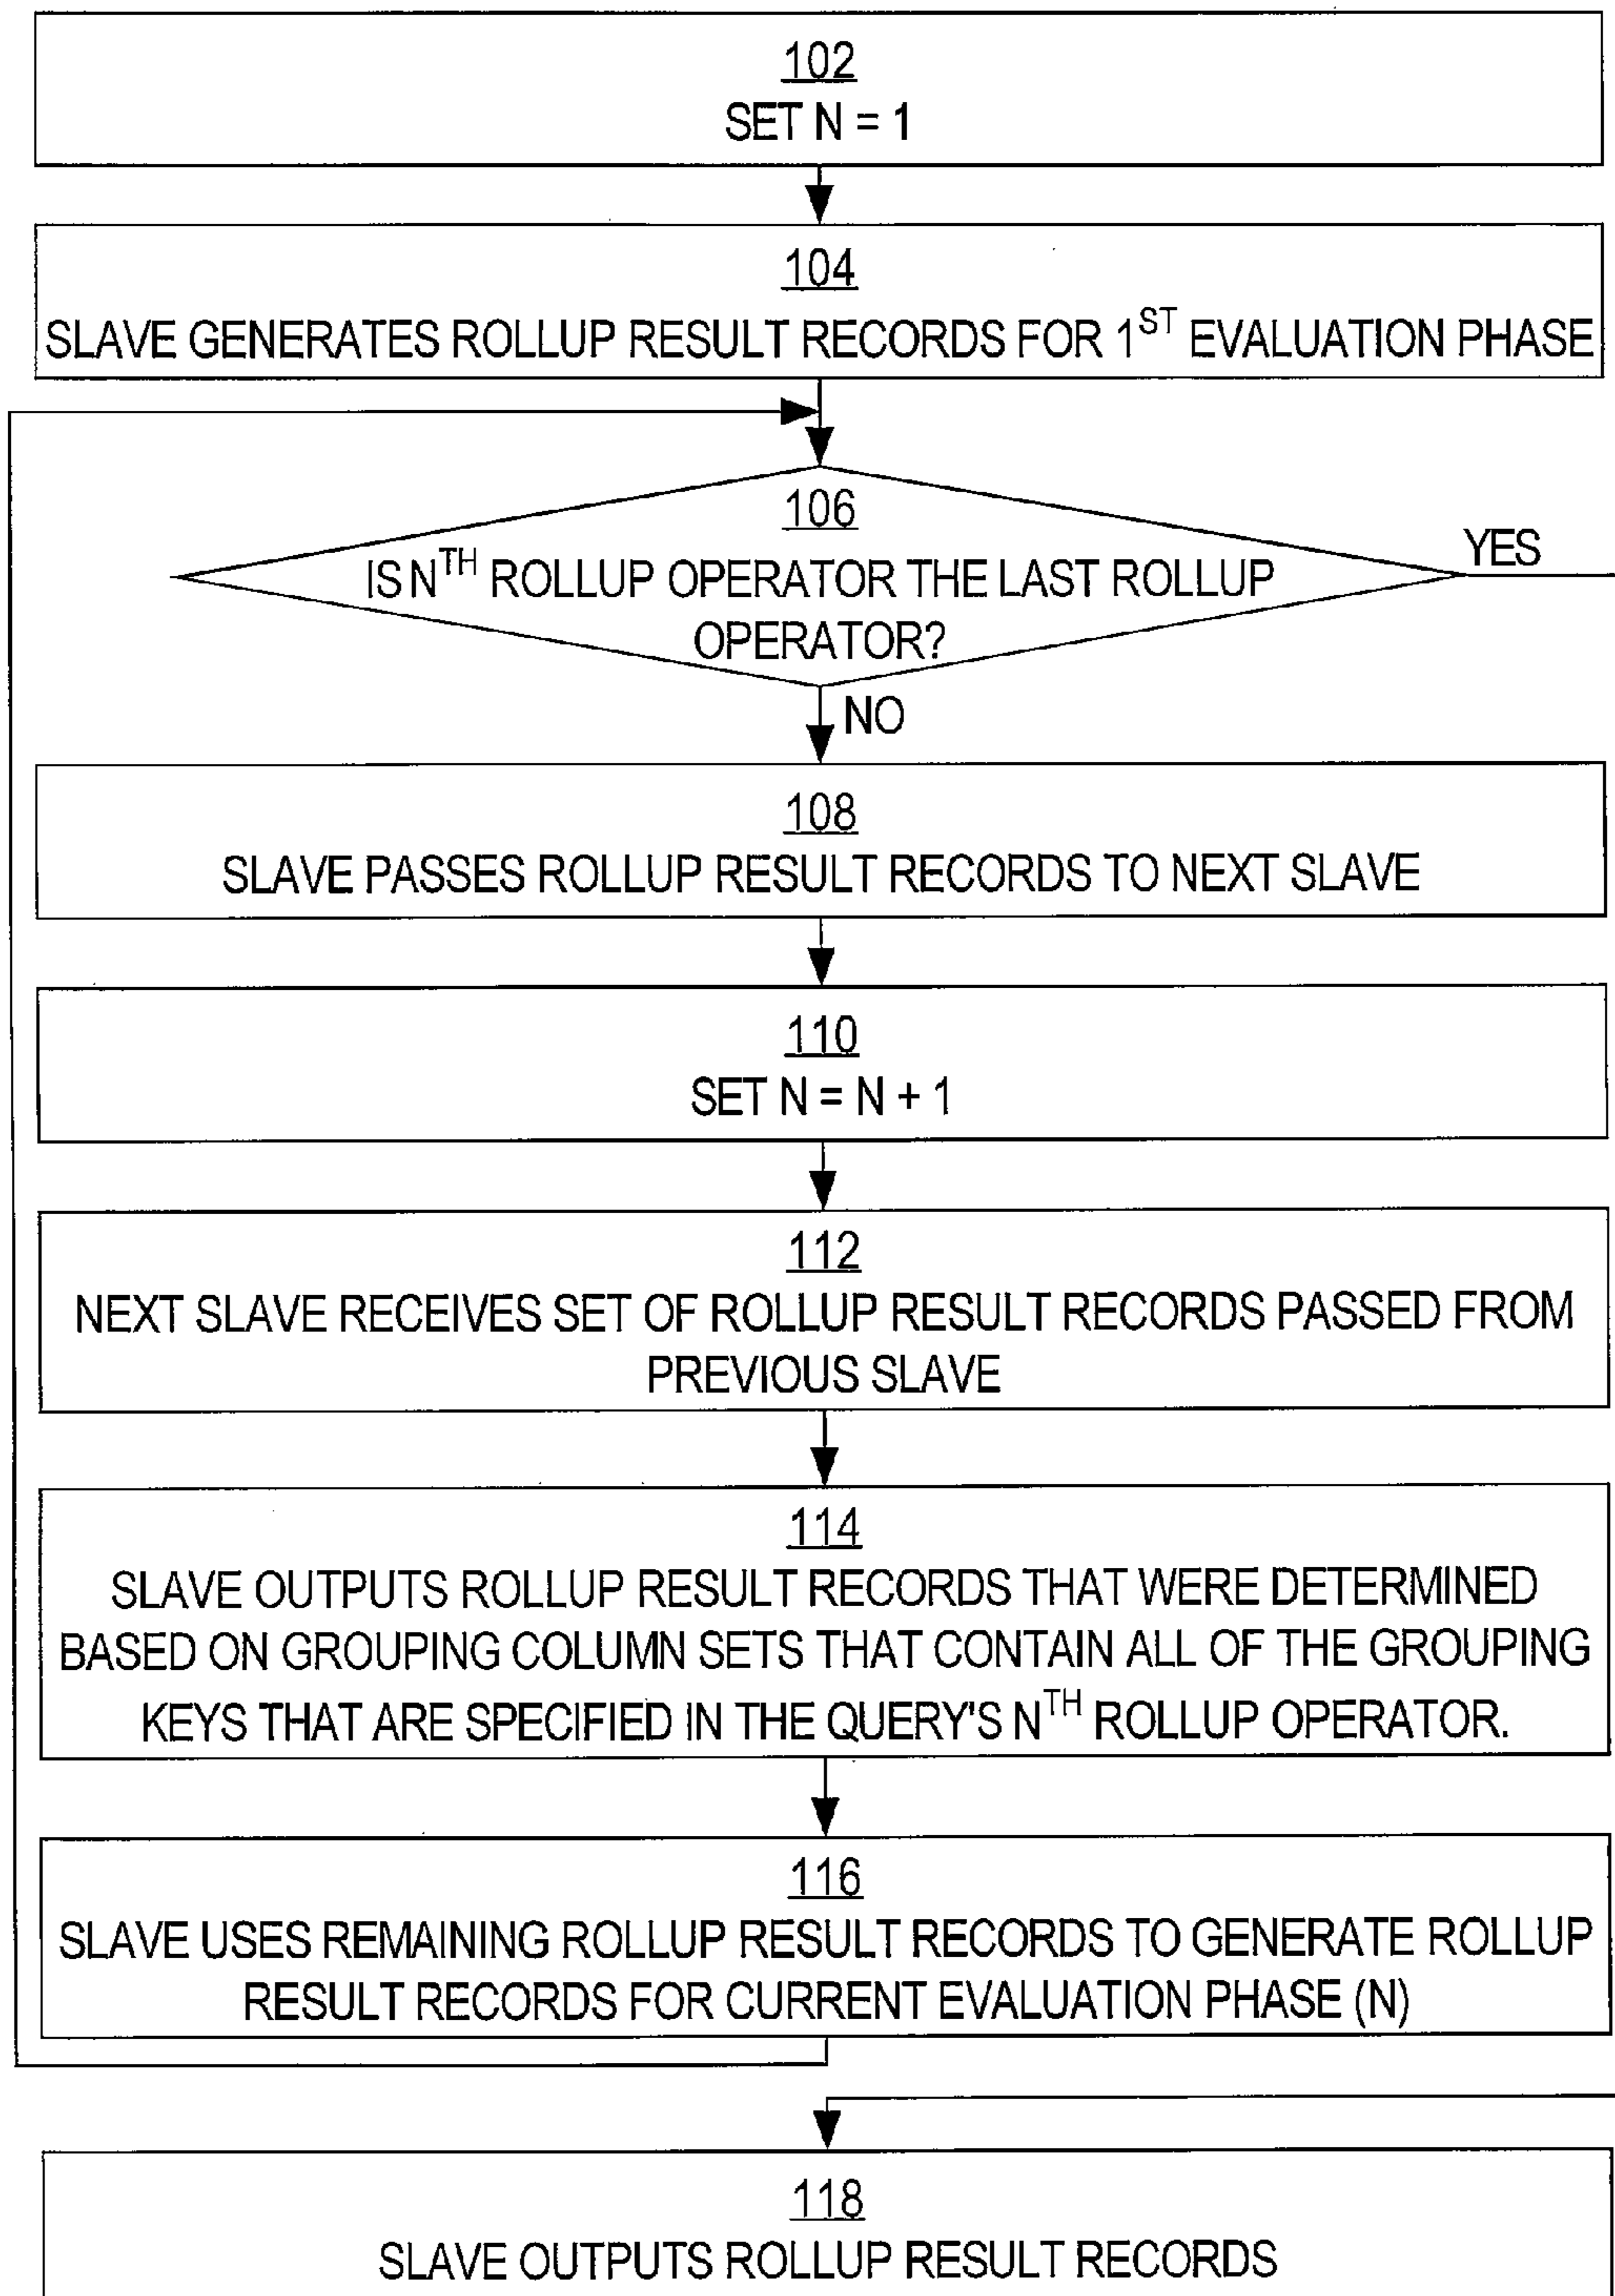 102
SET N = 1
104
SLAVE GENERATES ROLLUP RESULT RECORDS FOR 1ST EVALUATION PHASE
106
IS NTH ROLLUP OPERATOR THE LAST ROLLUP
OPERATOR?
YES
NO
108
SLAVE PASSES ROLLUP RESULT RECORDS TO NEXT SLAVE
110
SET N = N + 1
112
NEXT SLAVE RECEIVES SET OF ROLLUP RESULT RECORDS PASSED FROM
PREVIOUS SLAVE
114
SLAVE OUTPUTS ROLLUP RESULT RECORDS THAT WERE DETERMINED
BASED ON GROUPING COLUMN SETS THAT CONTAIN ALL OF THE GROUPING
KEYS THAT ARE SPECIFIED IN THE QUERY'S NTH ROLLUP OPERATOR.
116
SLAVE USES REMAINING ROLLUP RESULT RECORDS TO GENERATE ROLLUP
RESULT RECORDS FOR CURRENT EVALUATION PHASE (N)
118
SLAVE OUTPUTS ROLLUP RESULT RECORDS